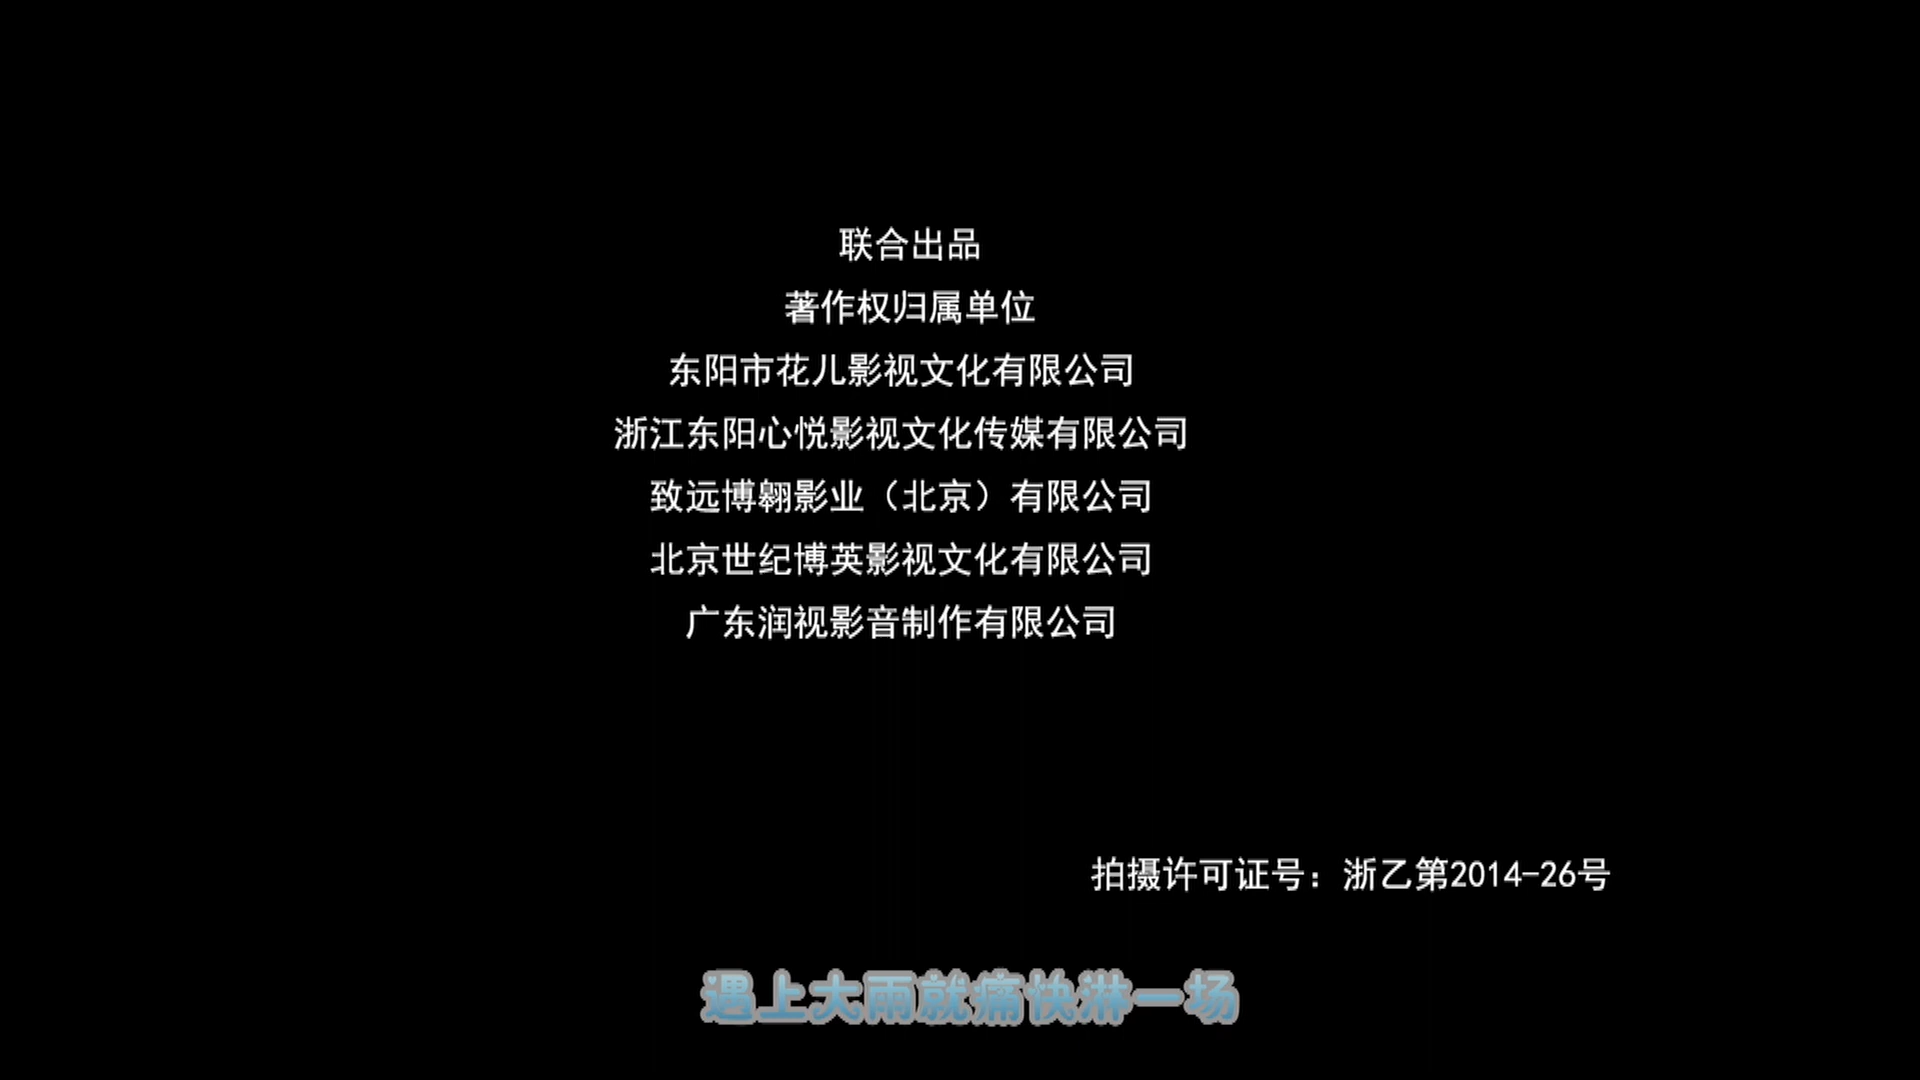 联合出品
著作权归属单位
东阳市花儿影视文化有限公司
浙江东阳心悦影视文化传媒有限公司
致远博翱影业（北京）有限公司
北京世纪博英影视文化有限公司
广东润视影音制作有限公司
拍摄许可证号：浙乙第2014-26号
遇上大雨就痛快淋一场